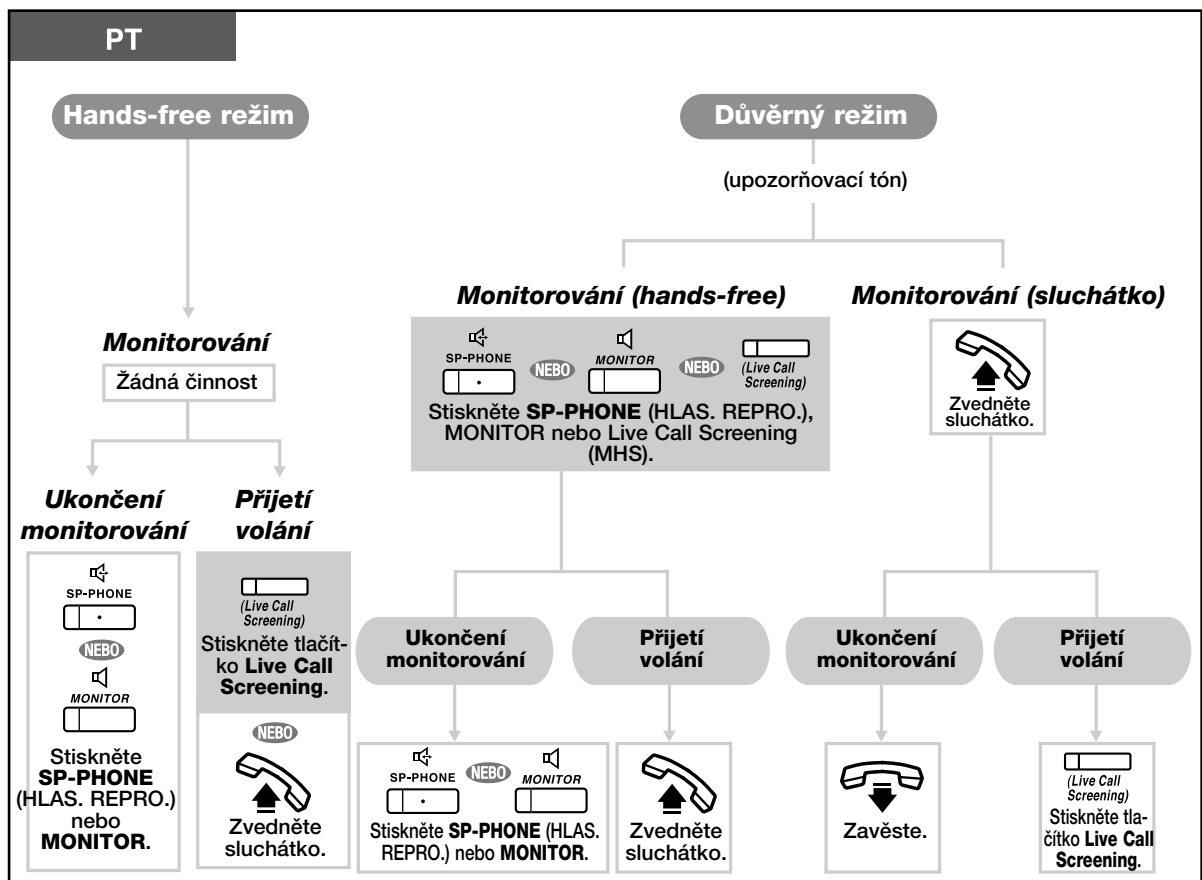 PT
Hands-free režim
Monitorování
Žádná činnost
Ukončení
monitorování
SP-PHONE
NEBO
MONITOR
Stiskněte
SP-PHONE
(HLAS. REPRO.)
nebo
MONITOR.
Přijetí
volání
(Live Call
Screening)
Stiskněte tlačít-
ko Live Call
Screening.
NEBO
Zvedněte
sluchátko.
Důvěrný režim
(upozorňovací tón)
Monitorování (hands-free)
SP-PHONE NEBO MONITOR NEBO (Live Call
Screening)
Stiskněte SP-PHONE (HLAS. REPRO.),
MONITOR nebo Live Call Screening
(MHS).
Ukončení
monitorování
SP-PHONE NEBO MONITOR
Stiskněte SP-PHONE (HLAS.
REPRO.) nebo MONITOR.
Přijetí
volání
Zvedněte
sluchátko.
Monitorování (sluchátko)
Zvedněte
sluchátko.
Ukončení
monitorování
Zavěste.
Přijetí
volání
(Live Call
Screening)
Stiskněte tla-
čítko Live Call
Screening.